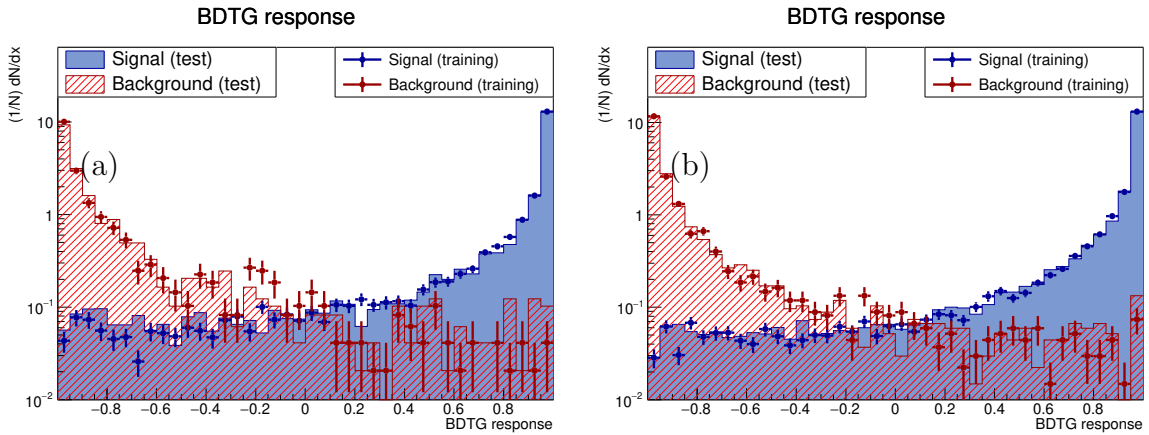 BDTG response
Signal (test)
Background (test)
Signal (training)
Background (training)
(1/N) dN/dx
(a)
10
1
10⁻¹
10⁻²
−0.8 −0.6 −0.4 −0.2 0 0.2 0.4 0.6 0.8
BDTG response
BDTG response
Signal (test)
Background (test)
Signal (training)
Background (training)
(1/N) dN/dx
(b)
10
1
10⁻¹
10⁻²
−0.8 −0.6 −0.4 −0.2 0 0.2 0.4 0.6 0.8
BDTG response